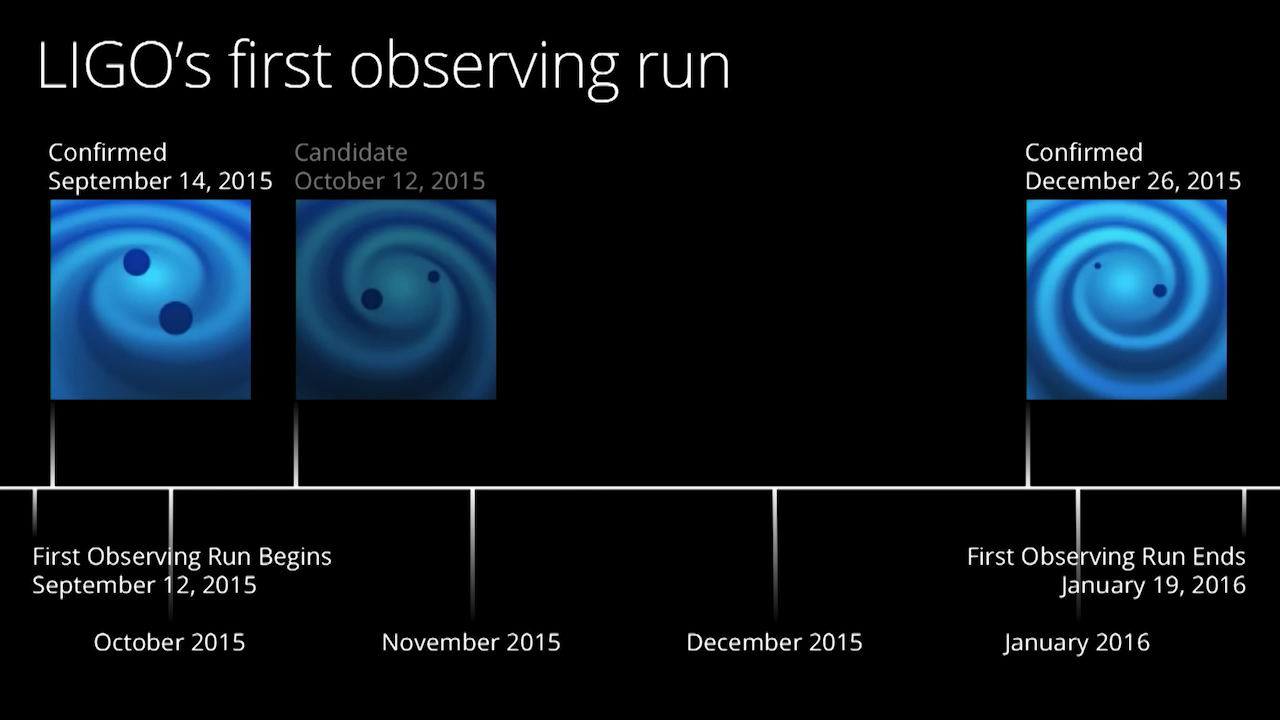 LIGO’s first observing run
Confirmed
September 14, 2015
Candidate
October 12, 2015
Confirmed
December 26, 2015
First Observing Run Begins
September 12, 2015
First Observing Run Ends
January 19, 2016
October 2015
November 2015
December 2015
January 2016